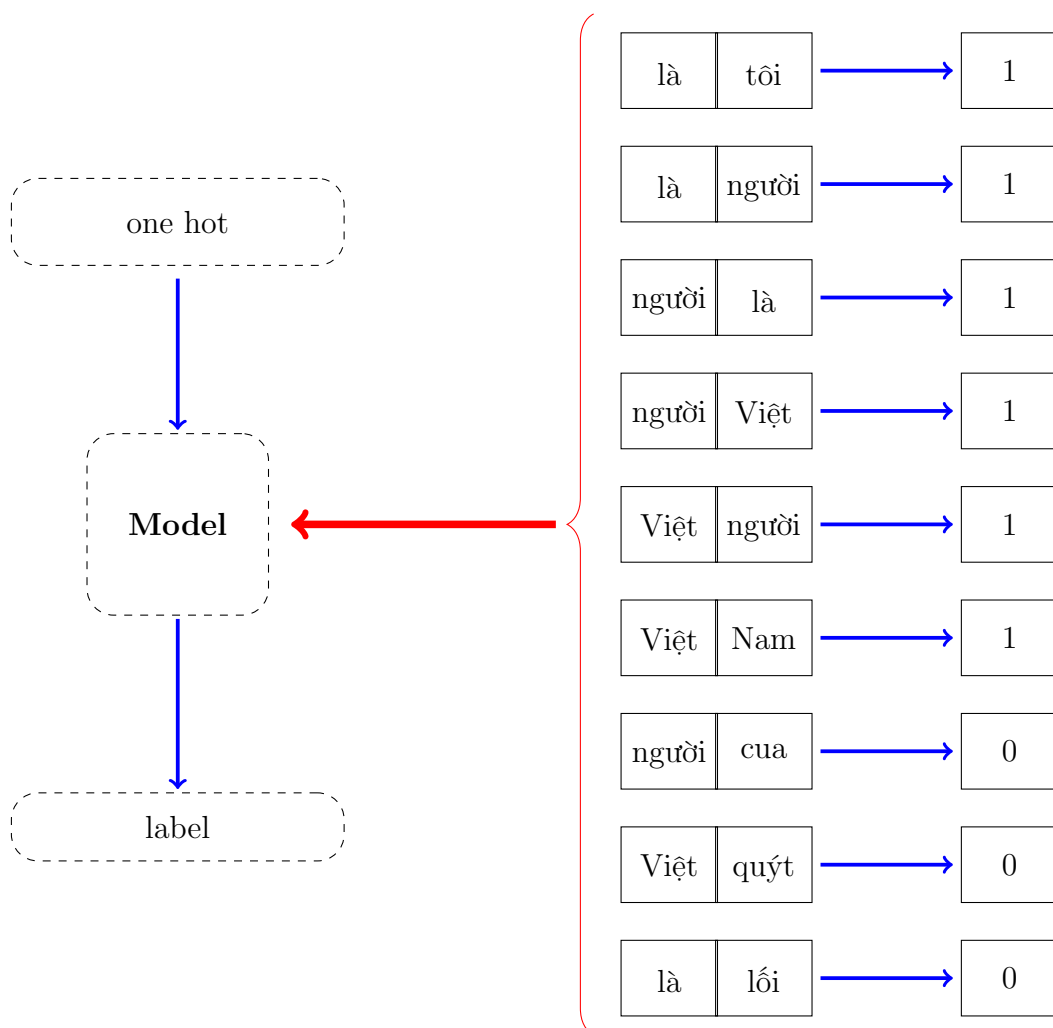 one hot
Model
label
là tôi 1
là người 1
người là 1
người Việt 1
Việt người 1
Việt Nam 1
người cua 0
Việt quýt 0
là lối 0